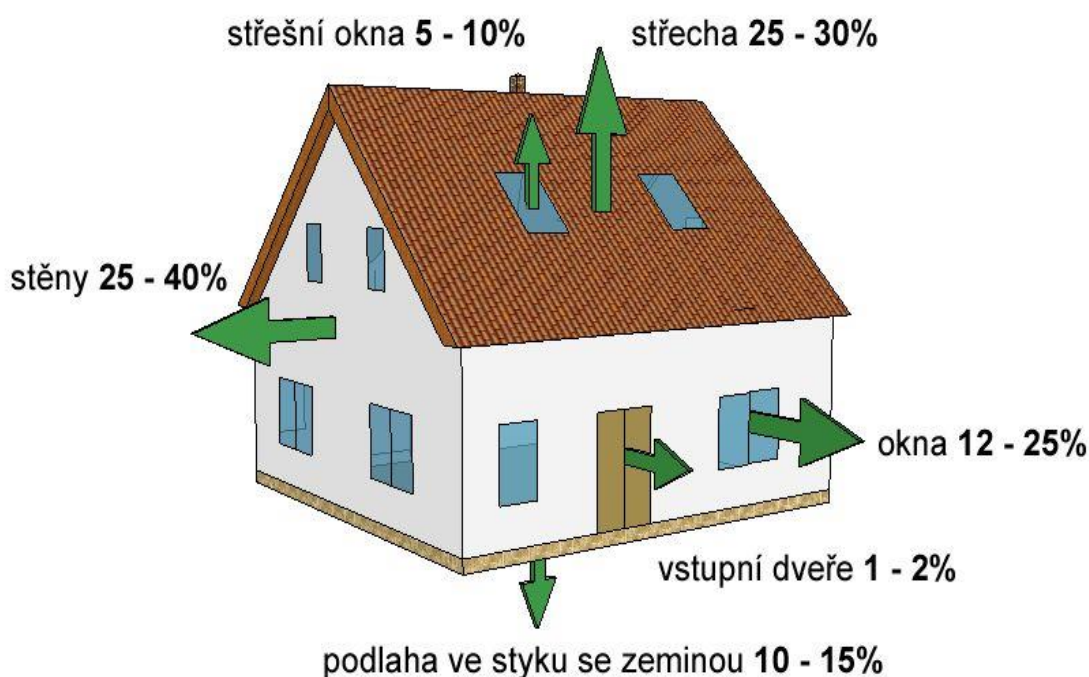 střešní okna 5 - 10%
střecha 25 - 30%
stěny 25 - 40%
okna 12 - 25%
vstupní dveře 1 - 2%
podlaha ve styku se zeminou 10 - 15%